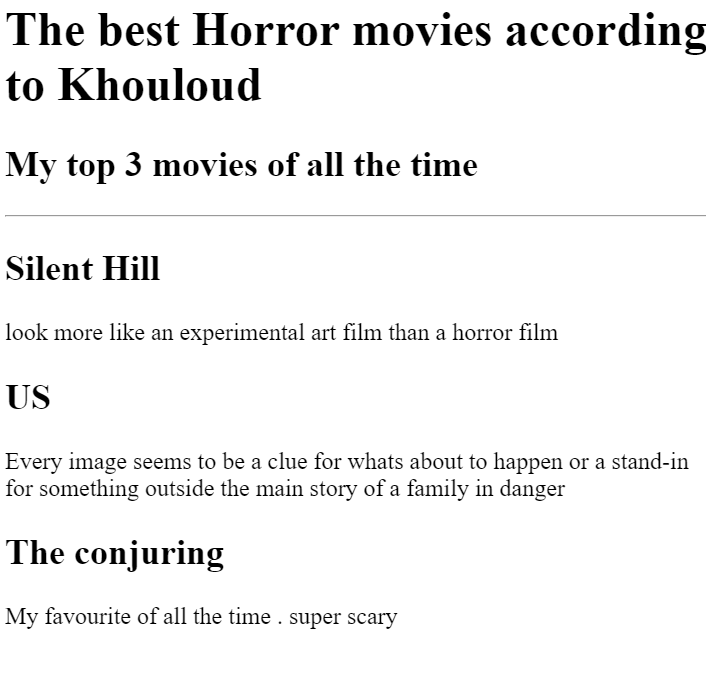 The best Horror movies according
to Khouloud
My top 3 movies of all the time
Silent Hill
look more like an experimental art film than a horror film
US
Every image seems to be a clue for whats about to happen or a stand-in
for something outside the main story of a family in danger
The conjuring
My favourite of all the time . super scary